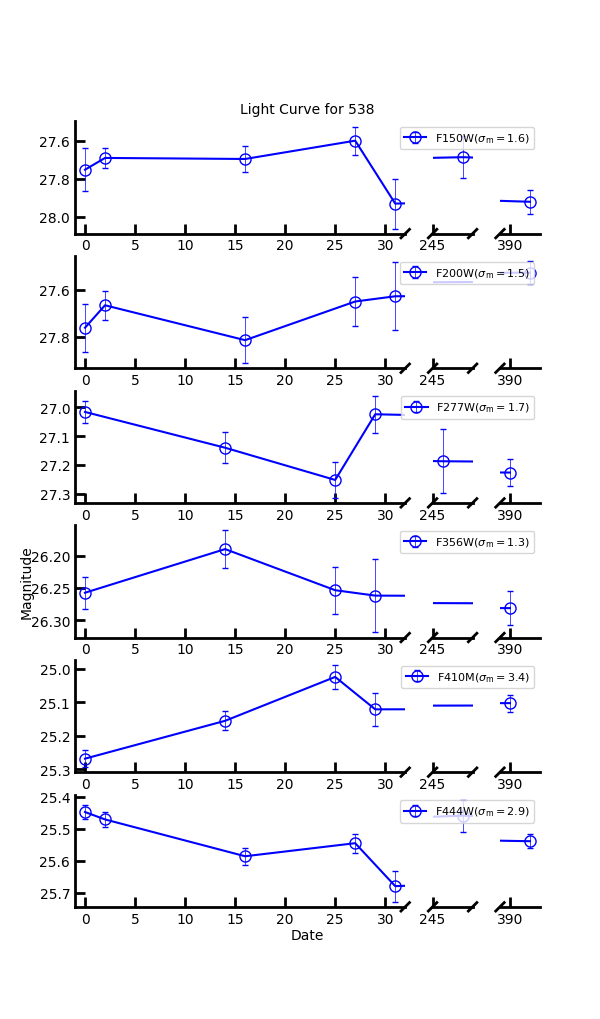 Light Curve for 538
F150W(σm = 1.6)
27.6
27.8
28.0
0 5 10 15 20 25 30 245 390
F200W(σm = 1.5)
27.6
27.8
0 5 10 15 20 25 30 245 390
F277W(σm = 1.7)
27.0
27.1
27.2
27.3
0 5 10 15 20 25 30 245 390
F356W(σm = 1.3)
26.20
26.25
26.30
0 5 10 15 20 25 30 245 390
Magnitude
F410M(σm = 3.4)
25.0
25.1
25.2
25.3
0 5 10 15 20 25 30 245 390
F444W(σm = 2.9)
25.4
25.5
25.6
25.7
0 5 10 15 20 25 30 245 390
Date